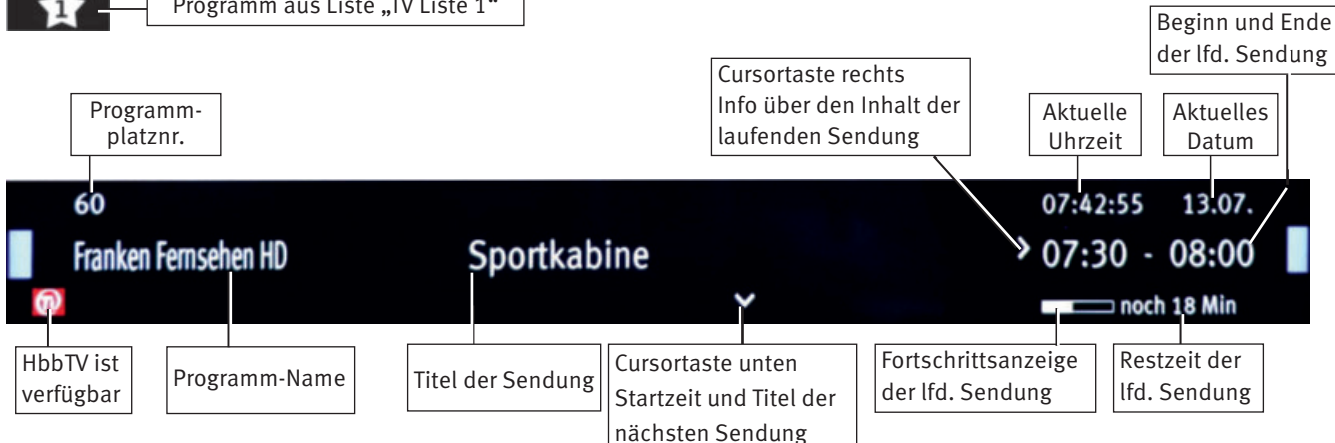 1
Programm aus Liste „TV Liste 1“
Beginn und Ende
der lfd. Sendung
Cursortaste rechts
Info über den Inhalt der
laufenden Sendung
Programm-
platznr.
Aktuelle
Uhrzeit
Aktuelles
Datum
60
07:42:55 13.07.
Franken Fernsehen HD Sportkabine 07:30 - 08:00
noch 18 Min
HbbTV ist
verfügbar
Programm-Name
Titel der Sendung
Cursortaste unten
Startzeit und Titel der
nächsten Sendung
Fortschrittsanzeige
der lfd. Sendung
Restzeit der
lfd. Sendung